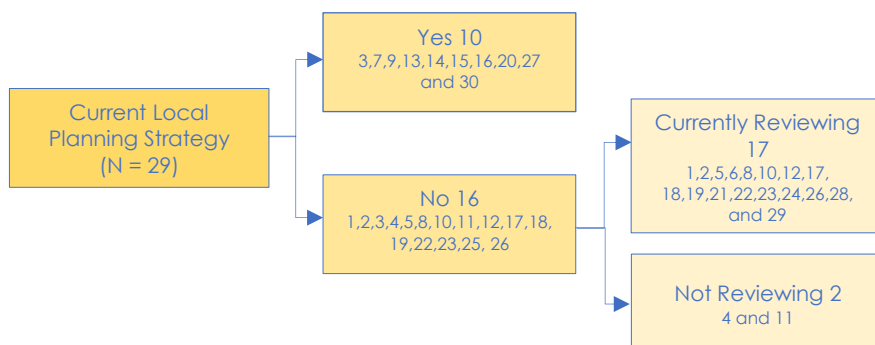 Yes 10
3,7,9,13,14,15,16,20,27
and 30
Current Local
Planning Strategy
(N = 29)
No 16
1,2,3,4,5,8,10,11,12,17,18,
19,22,23,25, 26
Currently Reviewing
17
1,2,5,6,8,10,12,17,
18,19,21,22,23,24,26,28,
and 29
Not Reviewing 2
4 and 11